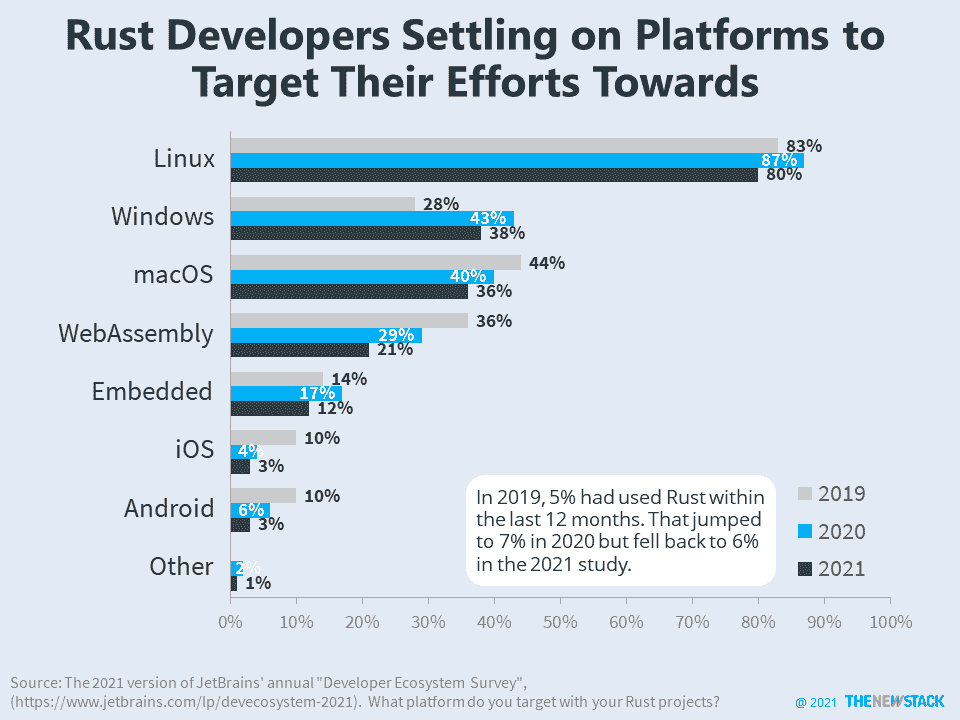 Rust Developers Settling on Platforms to
Target Their Efforts Towards
Linux
83%
87%
80%
Windows
28%
43%
38%
macOS
44%
40%
36%
WebAssembly
36%
29%
21%
Embedded
14%
17%
12%
iOS
10%
4%
3%
Android
10%
6%
3%
Other
2%
1%
In 2019, 5% had used Rust within
the last 12 months. That jumped
to 7% in 2020 but fell back to 6%
in the 2021 study.
2019
2020
2021
0% 10% 20% 30% 40% 50% 60% 70% 80% 90% 100%
Source: The 2021 version of JetBrains' annual "Developer Ecosystem Survey",
(https://www.jetbrains.com/lp/devecosystem-2021). What platform do you target with your Rust projects?
@ 2021 THENEWSTACK